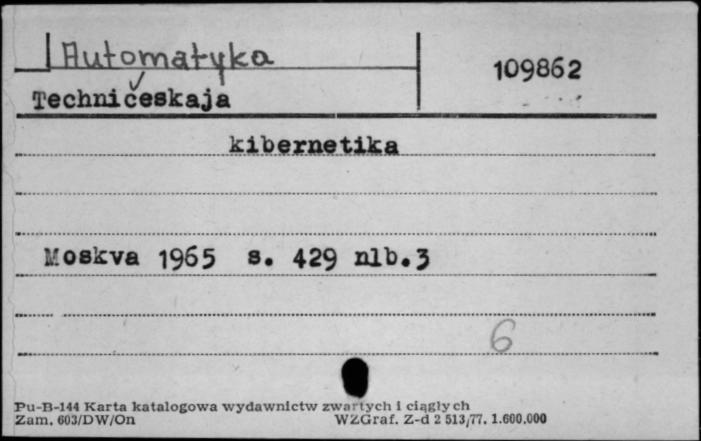 Automatyka
109862
Techničeskaja
kibernetika
Moskva 1965 s. 429 nlb.3
6
Pu-B-144 Karta katalogowa wydawnictw zwartych i ciągłych
Zam. 603/DW/On WZGraf. Z-d 2 513/77. 1.600.000